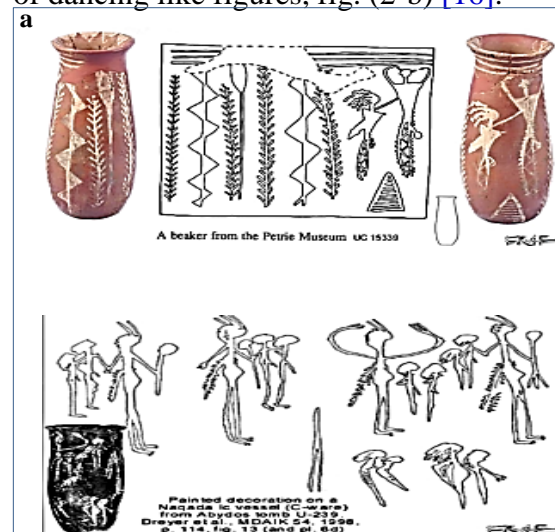 of dancing-like figures, fig. (2-b) [16].
a
A beaker from the Petrie Museum UC 15339
Painted decoration on a
Naqada Ic vessel (C-ware)
from Abydos tomb U-239
Dreyer et al., MDAIK 54, 1998,
p. 114, fig. 13 (and pl. 6d)